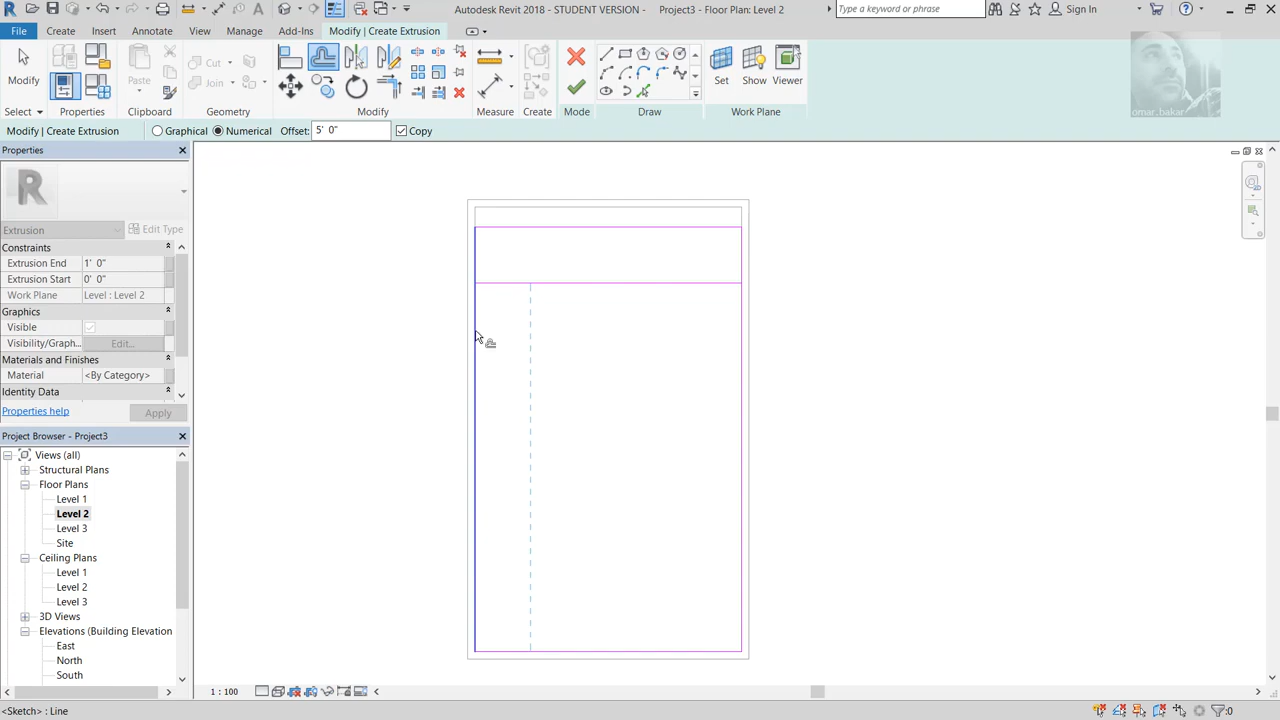 Autodesk Revit 2018 - STUDENT VERSION - Project3 - Floor Plan: Level 2
Type a keyword or phrase
Sign In
File Create Insert Annotate View Manage Add-Ins Modify | Create Extrusion
Modify
Paste
Cut
Join
Set Show Viewer
Select Properties Clipboard Geometry Modify Measure Create Mode Draw Work Plane
omar_bakar
Modify | Create Extrusion Graphical Numerical Offset: 5' 0" Copy
Properties
Extrusion Edit Type
Constraints
Extrusion End 1' 0"
Extrusion Start 0' 0"
Work Plane Level : Level 2
Graphics
Visible
Visibility/Graph... Edit...
Materials and Finishes
Material <By Category>
Identity Data
Properties help Apply
Project Browser - Project3
Views (all)
Structural Plans
Floor Plans
Level 1
Level 2
Level 3
Site
Ceiling Plans
Level 1
Level 2
Level 3
3D Views
Elevations (Building Elevation
East
North
South
1 : 100
<Sketch> : Line
:0